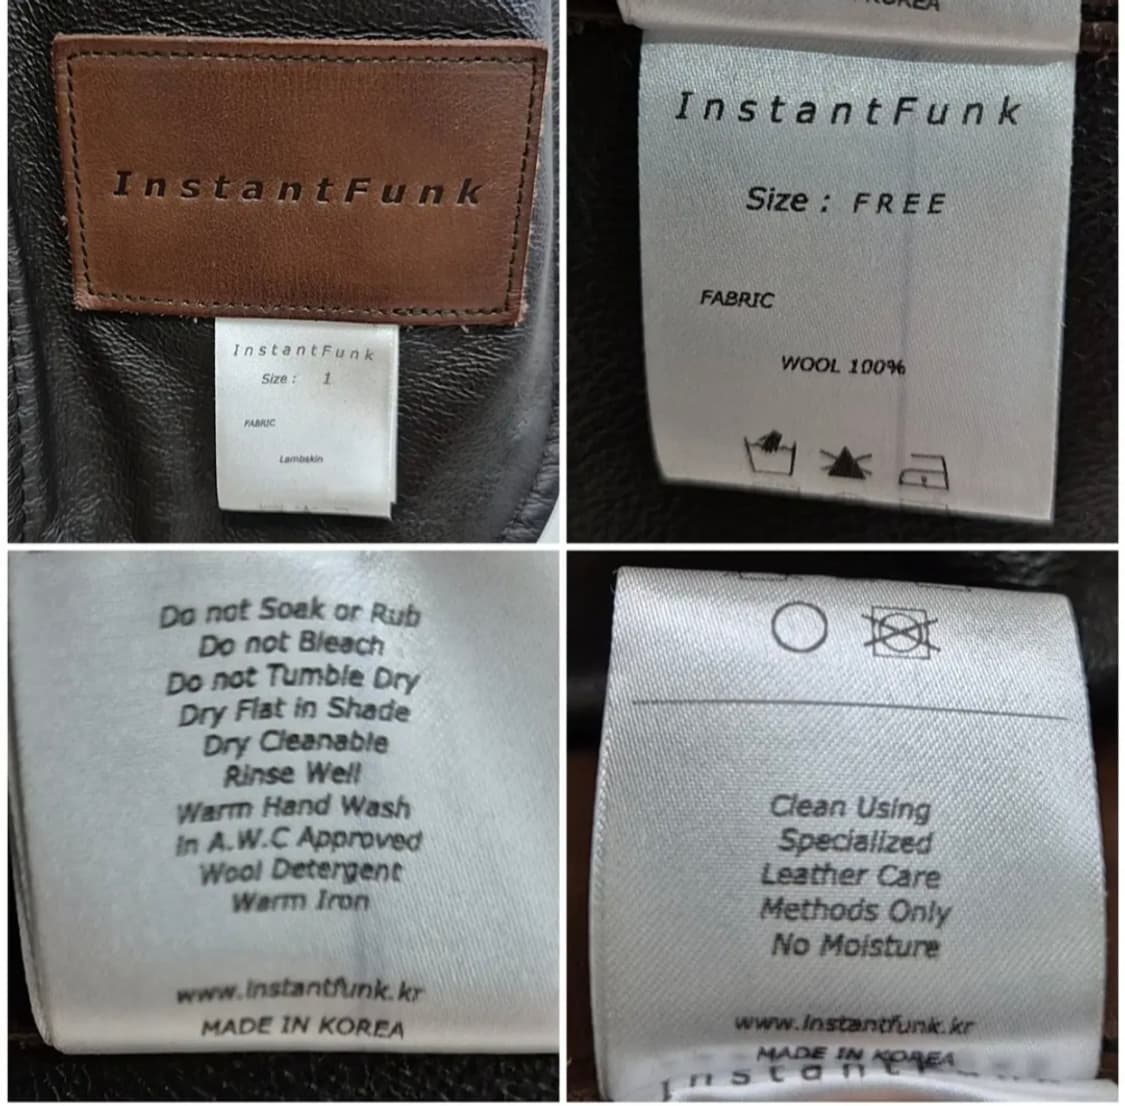 InstantFunk
InstantFunk
Size : 1
FABRIC
Lambskin
KOREA
InstantFunk
Size : FREE
FABRIC
WOOL 100%
Do not Soak or Rub
Do not Bleach
Do not Tumble Dry
Dry Flat in Shade
Dry Cleanable
Rinse Well
Warm Hand Wash
in A.W.C Approved
Wool Detergent
Warm Iron
www.instantfunk.kr
MADE IN KOREA
Clean Using
Specialized
Leather Care
Methods Only
No Moisture
www.instantfunk.kr
MADE IN KOREA
Instant